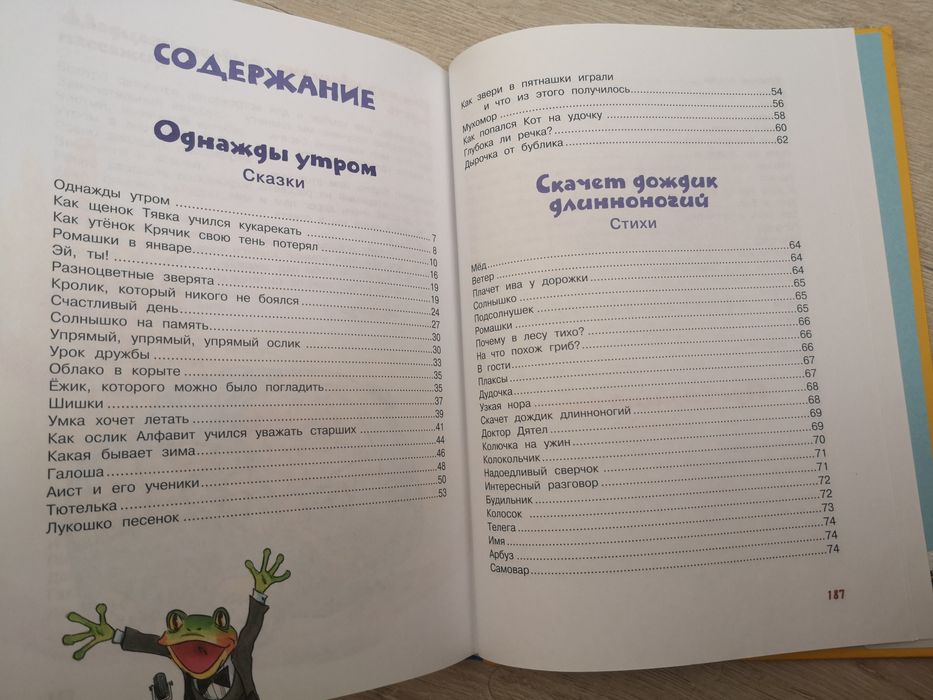 СОДЕРЖАНИЕ
Однажды утром
Сказки
Однажды утром 7
Как щенок Тявка учился кукарекать 8
Как утёнок Крячик свою тень потерял 10
Ромашки в январе 16
Эй, ты! 19
Разноцветные зверята 19
Кролик, который никого не боялся 24
Счастливый день 27
Солнышко на память 30
Упрямый, упрямый, упрямый ослик 30
Урок дружбы 33
Облако в корыте 35
Ёжик, которого можно было погладить 35
Шишки 37
Умка хочет летать 39
Как ослик Алфавит учился уважать старших 41
Какая бывает зима 44
Галоша 46
Аист и его ученики 48
Тютелька 50
Лукошко песенок 53
Как звери в пятнашки играли
и что из этого получилось 54
Мухомор 56
Как попался Кот на удочку 58
Глубока ли речка? 60
Дырочка от бублика 62
Скачет дождик
длинноногий
Стихи
Мёд 64
Ветер 64
Плачет ива у дорожки 64
Солнышко 65
Подсолнушек 65
Ромашки 65
Почему в лесу тихо? 66
На что похож гриб? 66
В гости 66
Плаксы 67
Дудочка 67
Узкая нора 68
Скачет дождик длинноногий 68
Доктор Дятел 69
Колючка на ужин 69
Колокольчик 70
Надоедливый сверчок 71
Интересный разговор 71
Будильник 72
Колосок 72
Телега 73
Имя 74
Арбуз 74
Самовар 74
187